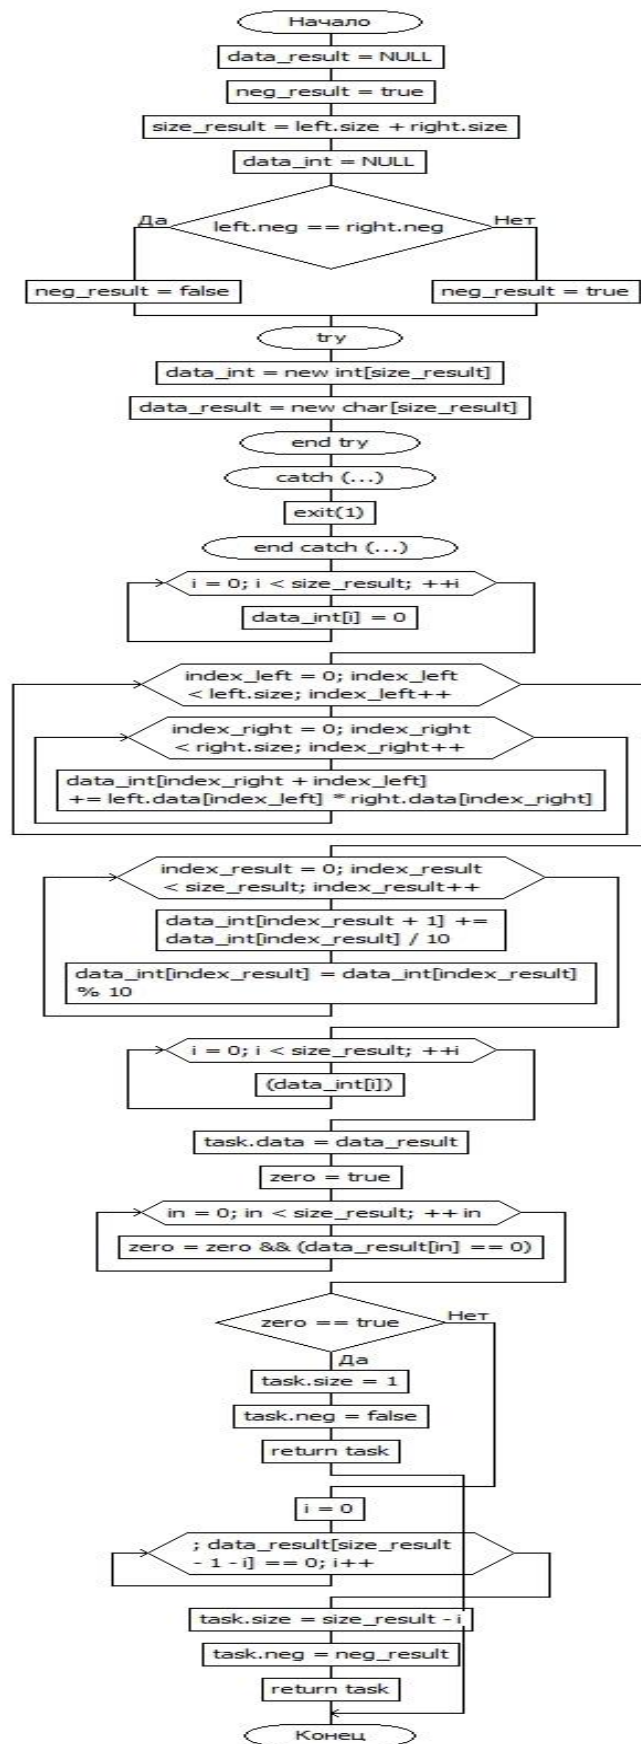 Начало
data_result = NULL
neg_result = true
size_result = left.size + right.size
data_int = NULL
Да
left.neg == right.neg
Нет
neg_result = false
neg_result = true
try
data_int = new int[size_result]
data_result = new char[size_result]
end try
catch (...)
exit(1)
end catch (...)
i = 0; i < size_result; ++i
data_int[i] = 0
index_left = 0; index_left
< left.size; index_left++
index_right = 0; index_right
< right.size; index_right++
data_int[index_right + index_left]
+= left.data[index_left] * right.data[index_right]
index_result = 0; index_result
< size_result; index_result++
data_int[index_result + 1] +=
data_int[index_result] / 10
data_int[index_result] = data_int[index_result]
% 10
i = 0; i < size_result; ++i
(data_int[i])
task.data = data_result
zero = true
in = 0; in < size_result; ++in
zero = zero && (data_result[in] == 0)
zero == true
Нет
Да
task.size = 1
task.neg = false
return task
i = 0
; data_result[size_result
- 1 - i] == 0; i++
task.size = size_result - i
task.neg = neg_result
return task
Конец